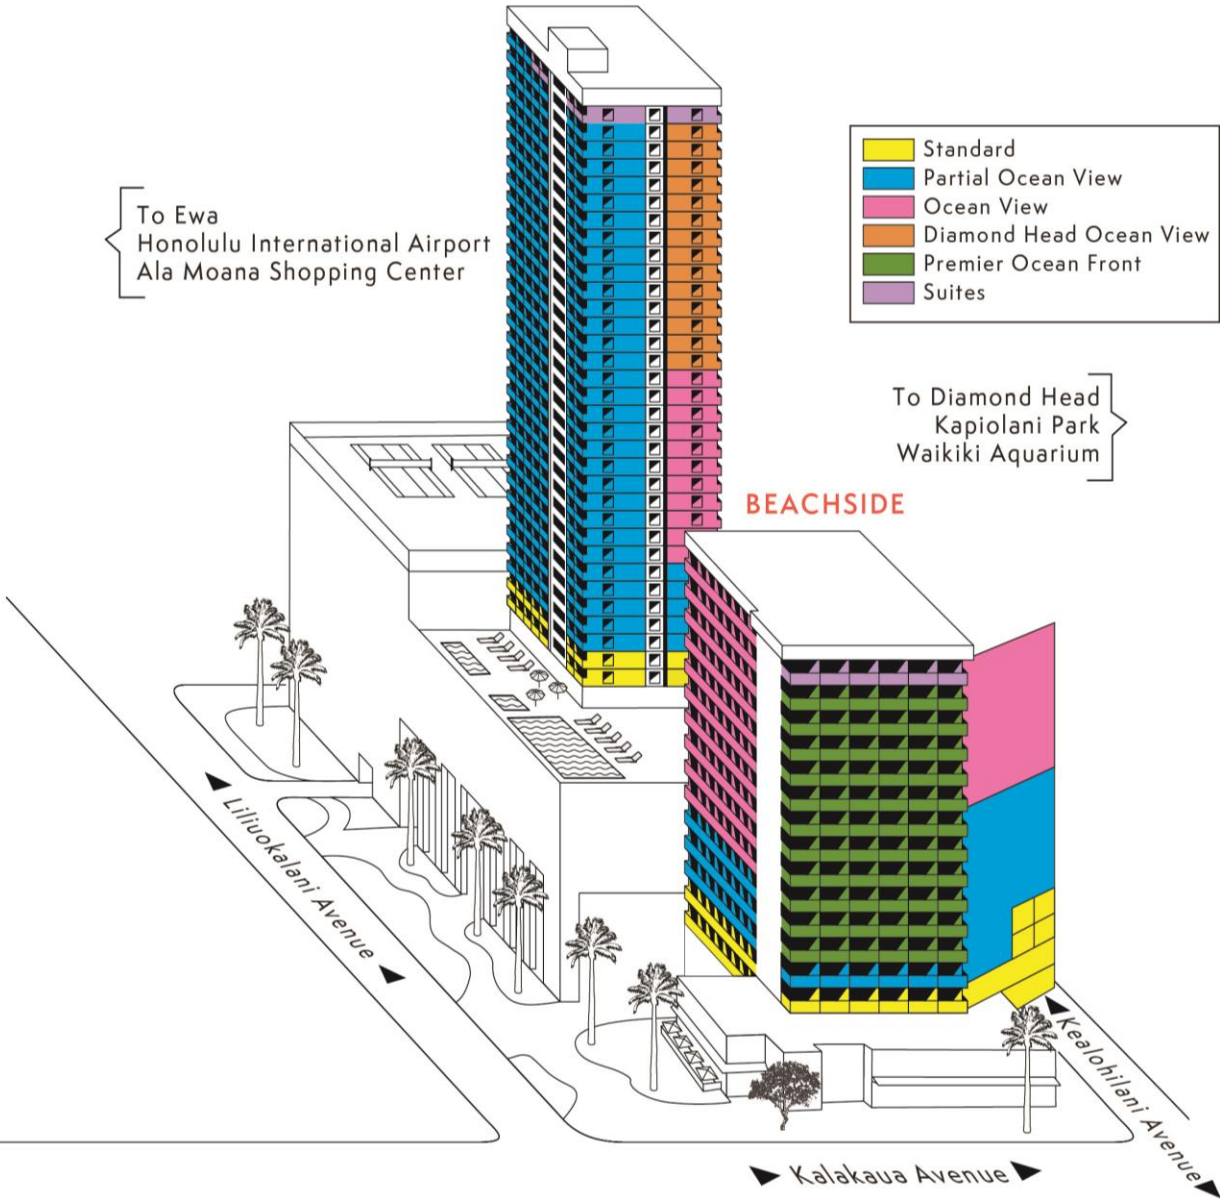 To Ewa
Honolulu International Airport
Ala Moana Shopping Center
Standard
Partial Ocean View
Ocean View
Diamond Head Ocean View
Premier Ocean Front
Suites
To Diamond Head
Kapiolani Park
Waikiki Aquarium
BEACHSIDE
Liliuokalani Avenue
Kealohilani Avenue
Kalakaua Avenue